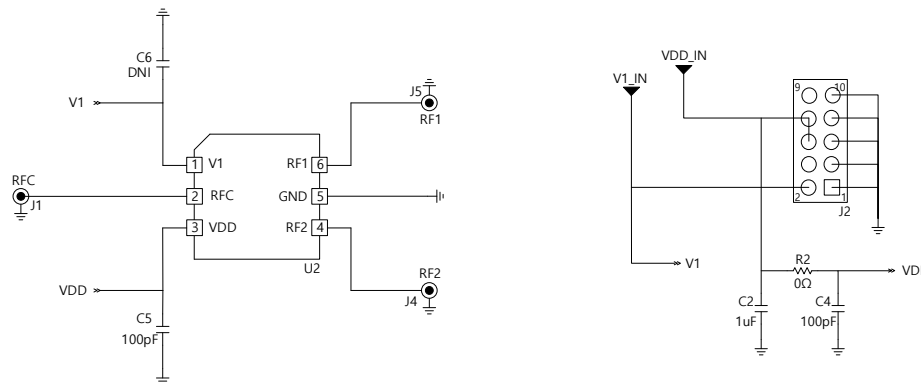 C6
DNI
V1
J5
RF1
1
V1
RF1
6
RFC
J1
2
RFC
GND
5
3
VDD
RF2
4
U2
VDD
RF2
J4
C5
100pF
VDD_IN
V1_IN
9
10
2
1
J2
V1
R2
0Ω
VD
C2
1uF
C4
100pF